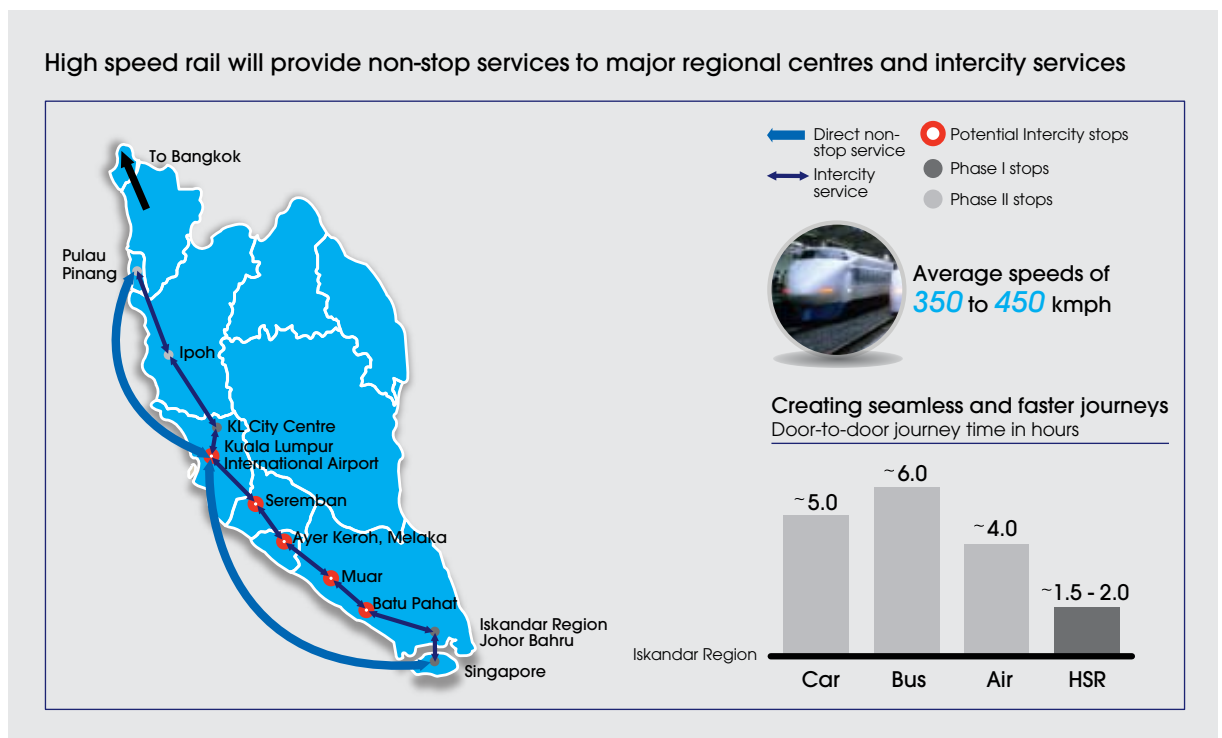 High speed rail will provide non-stop services to major regional centres and intercity services
To Bangkok
Pulau
Pinang
Ipoh
KL City Centre
Kuala Lumpur
International Airport
Seremban
Ayer Keroh, Melaka
Muar
Batu Pahat
Iskandar Region
Johor Bahru
Singapore
Direct non-
stop service
Intercity
service
Potential Intercity stops
Phase I stops
Phase II stops
Average speeds of
350 to 450 kmph
Creating seamless and faster journeys
Door-to-door journey time in hours
~5.0
~6.0
~4.0
~1.5 - 2.0
Iskandar Region
Car
Bus
Air
HSR